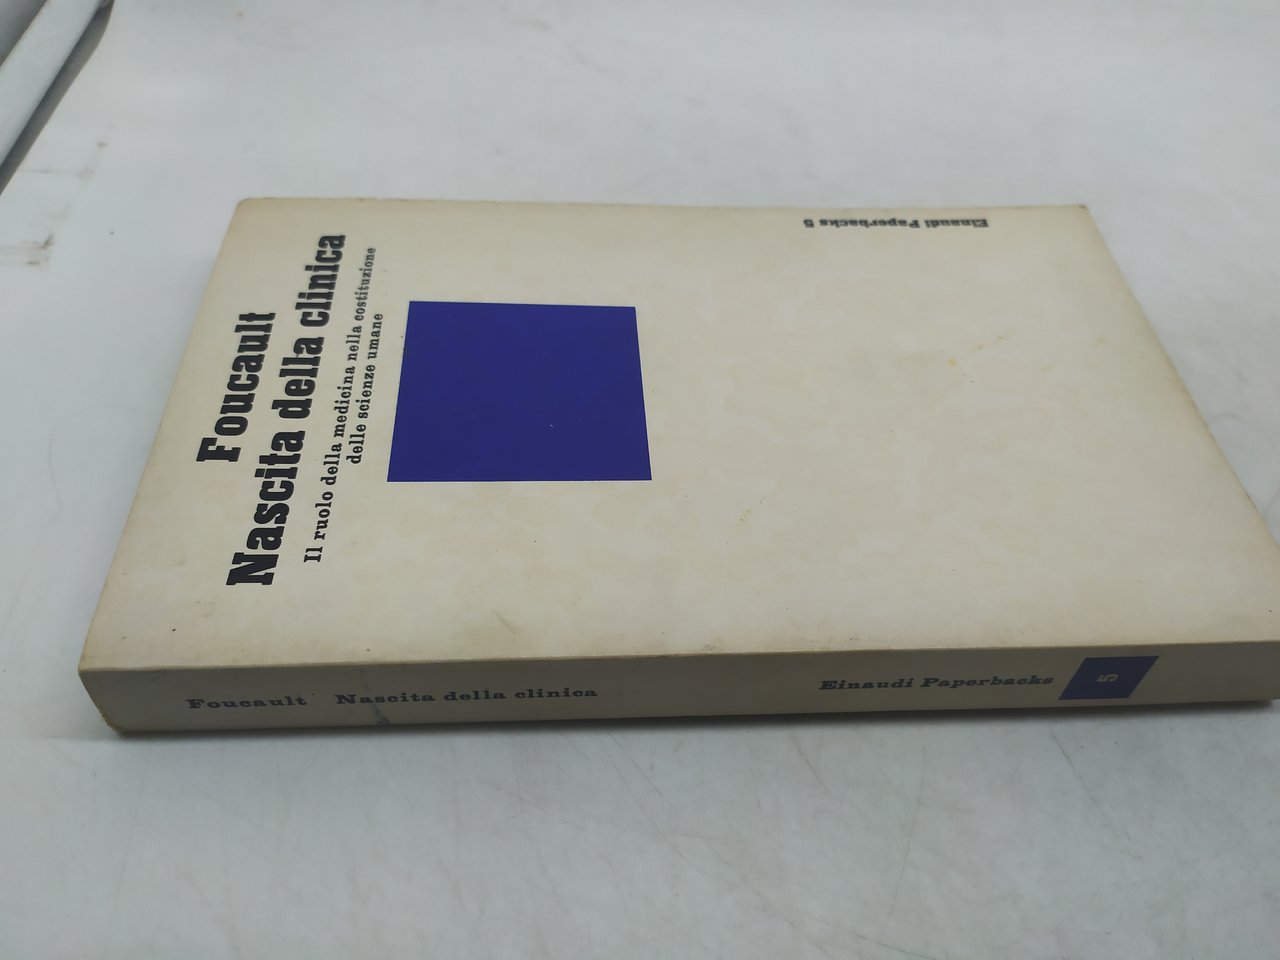 Foucault
Nascita della clinica
Il ruolo della medicina nella costituzione
delle scienze umane
Einaudi Paperbacks 5
Foucault Nascita della clinica
Einaudi Paperbacks
5